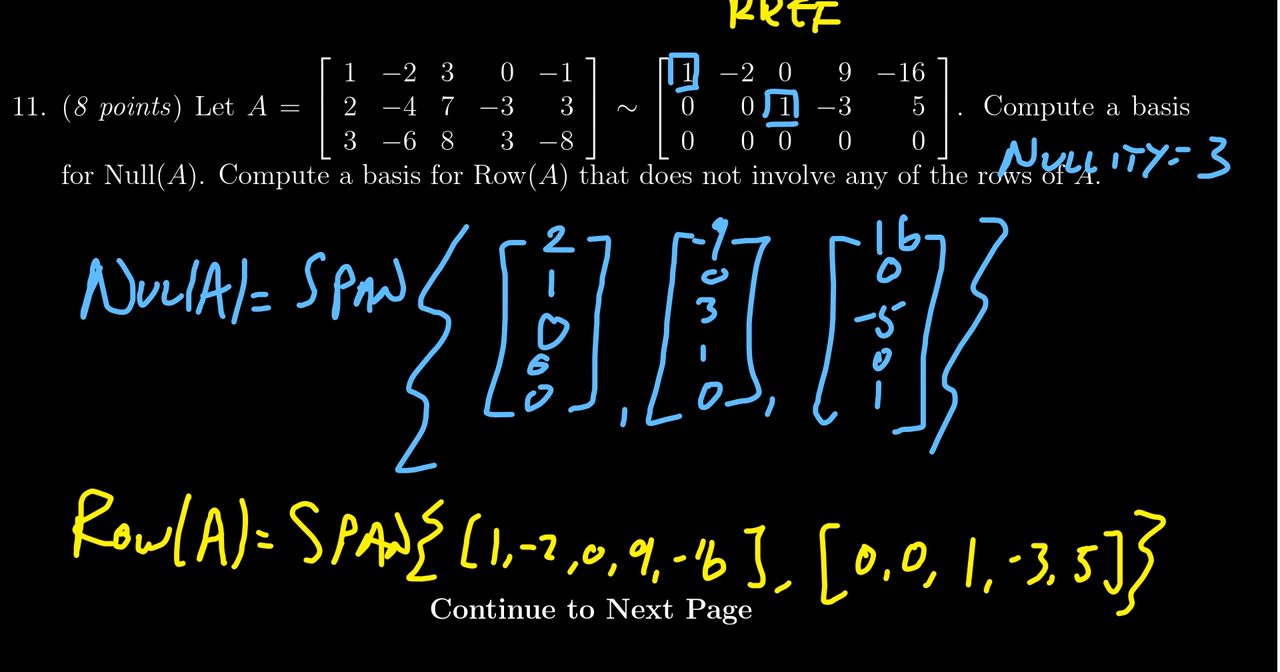 RREF
11. (8 points) Let A = [ 1 −2 3 0 −1 ; 2 −4 7 −3 3 ; 3 −6 8 3 −8 ] ∼ [ 1 −2 0 9 −16 ; 0 0 1 −3 5 ; 0 0 0 0 0 ]. Compute a basis
NULLITY= 3
for Null(A). Compute a basis for Row(A) that does not involve any of the rows of A.
NUL(A)= SPAN { [ 2 1 0 0 0 ], [ -9 0 3 1 0 ], [ 16 0 -5 0 1 ] }
ROW(A)= SPAN{ [1,-2,0,9,-16], [0,0,1,-3,5] }
Continue to Next Page